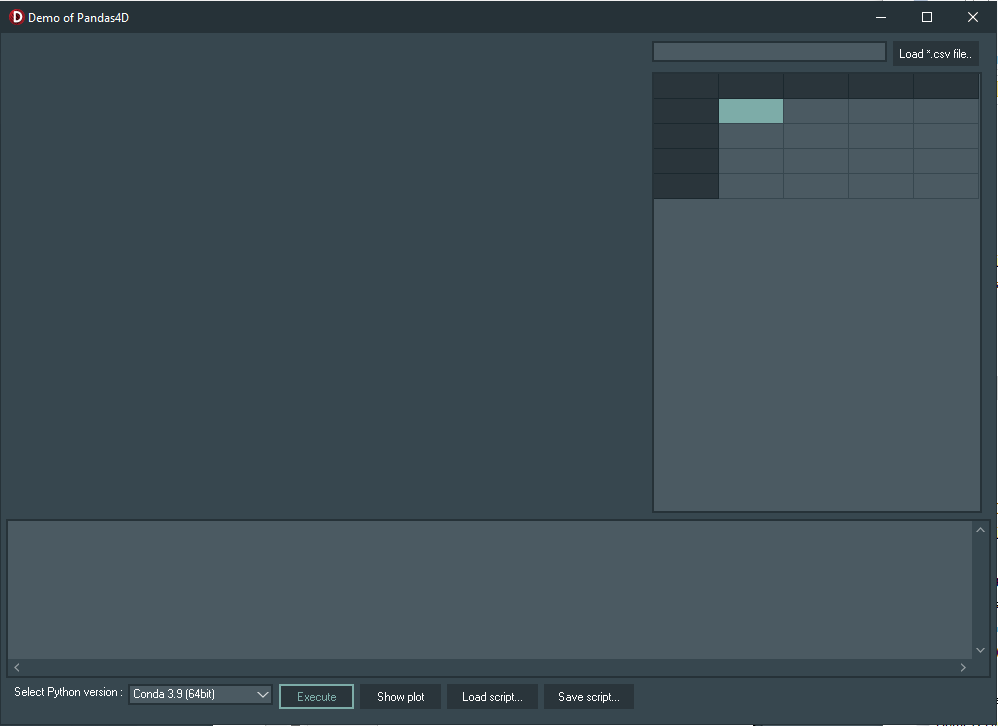 Demo of Pandas4D
Load *.csv file..
Select Python version :
Conda 3.9 (64bit)
Execute
Show plot
Load script...
Save script...